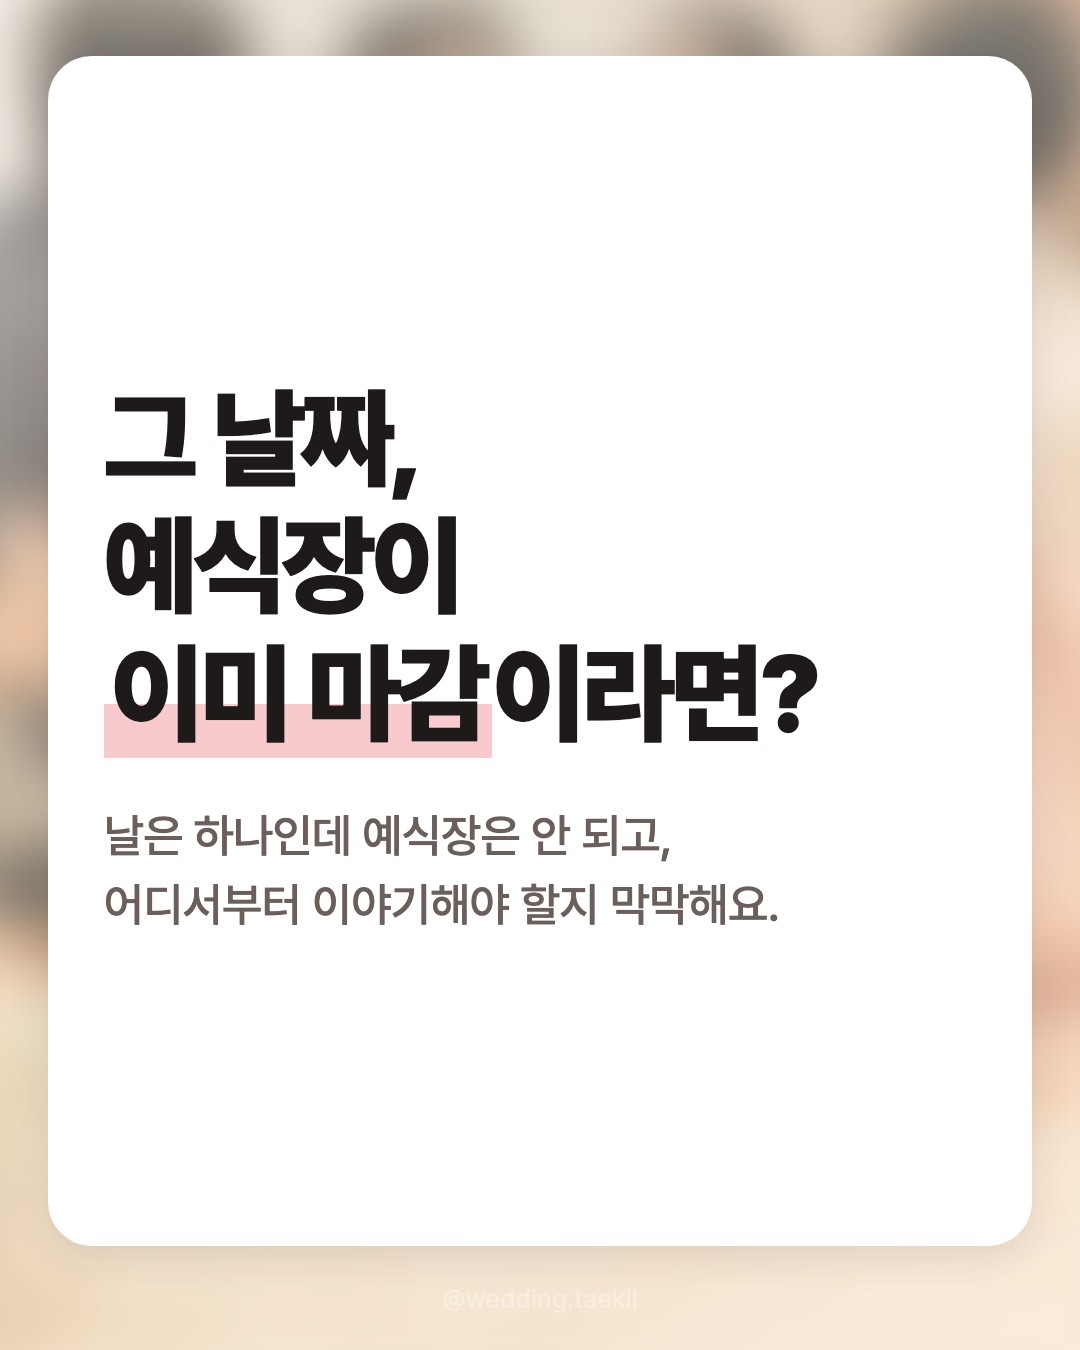 그 날짜,
예식장이
이미 마감이라면?
날은 하나인데 예식장은 안 되고,
어디서부터 이야기해야 할지 막막해요.
@wedding.taekil